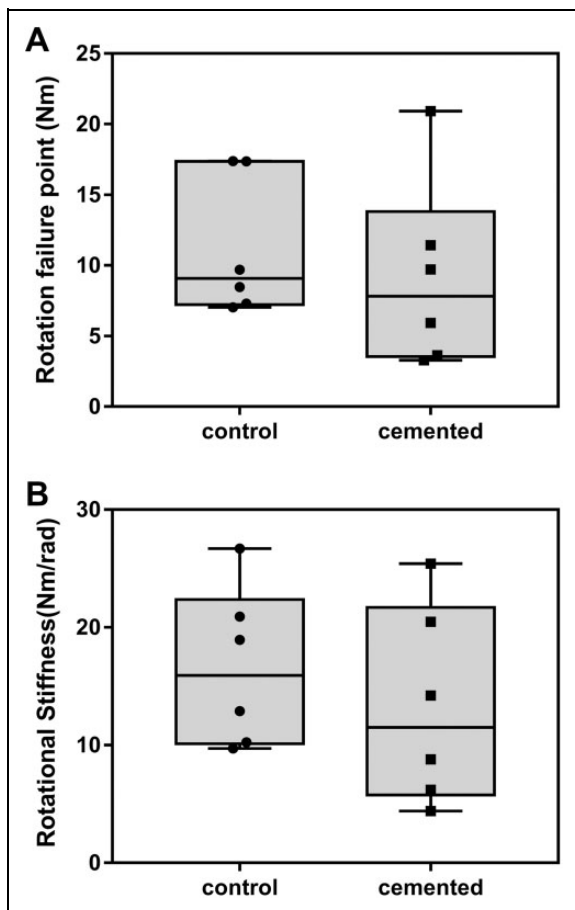 A
Rotation failure point (Nm)
25
20
15
10
5
0
control cemented
B
Rotational Stiffness(Nm/rad)
30
20
10
0
control cemented